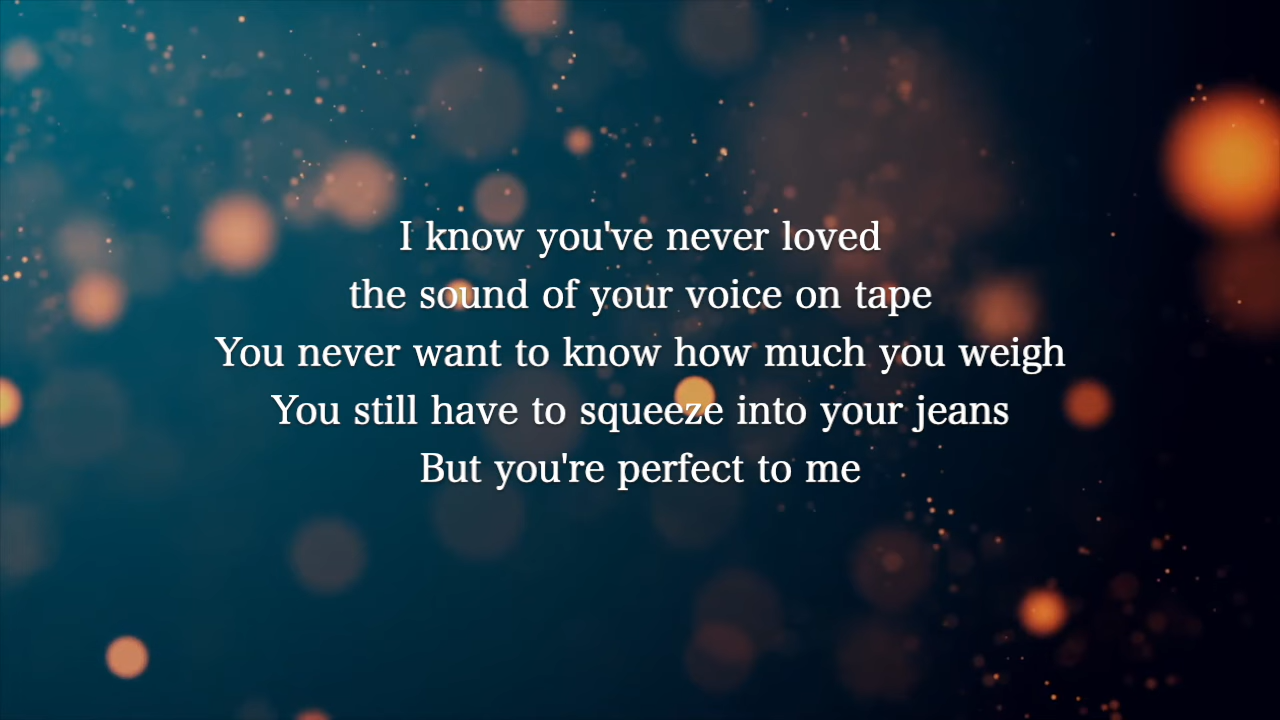 I know you've never loved
the sound of your voice on tape
You never want to know how much you weigh
You still have to squeeze into your jeans
But you're perfect to me